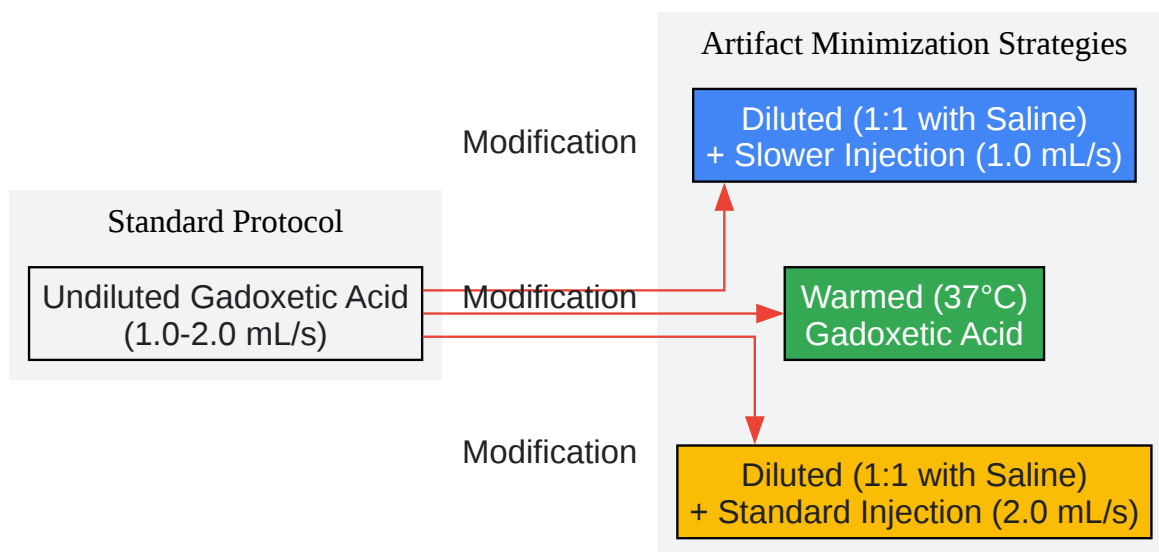 Artifact Minimization Strategies
Diluted (1:1 with Saline)
+ Slower Injection (1.0 mL/s)
Modification
Standard Protocol
Undiluted Gadoxetic Acid
(1.0-2.0 mL/s)
Modification
Warmed (37°C)
Gadoxetic Acid
Modification
Diluted (1:1 with Saline)
+ Standard Injection (2.0 mL/s)